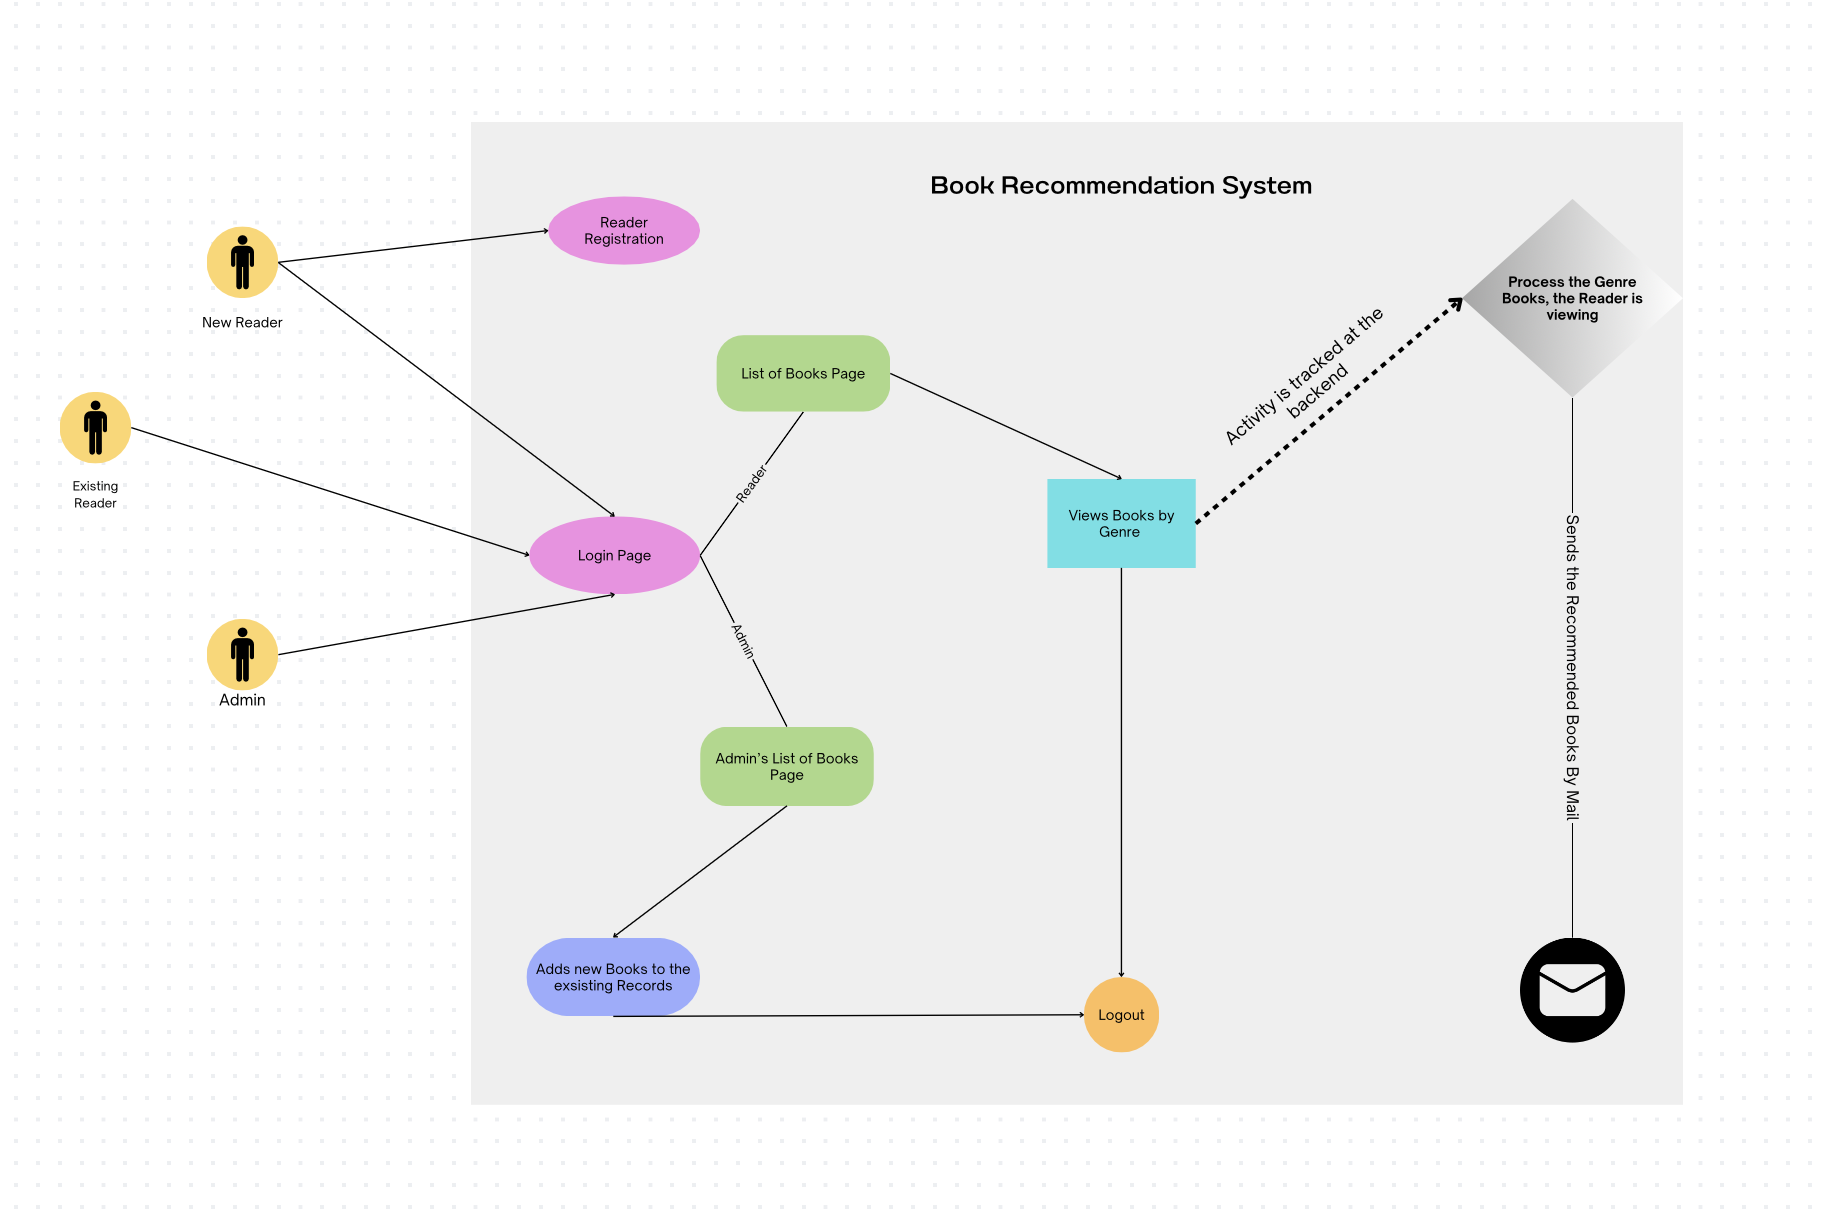 Book Recommendation System
Reader
Registration
New Reader
Process the Genre
Books, the Reader is
viewing
Activity is tracked at the
backend
List of Books Page
Existing
Reader
Reader
Views Books by
Genre
Login Page
Admin
Admin
Sends the Recommended Books By Mail
Admin’s List of Books
Page
Adds new Books to the
exsisting Records
Logout